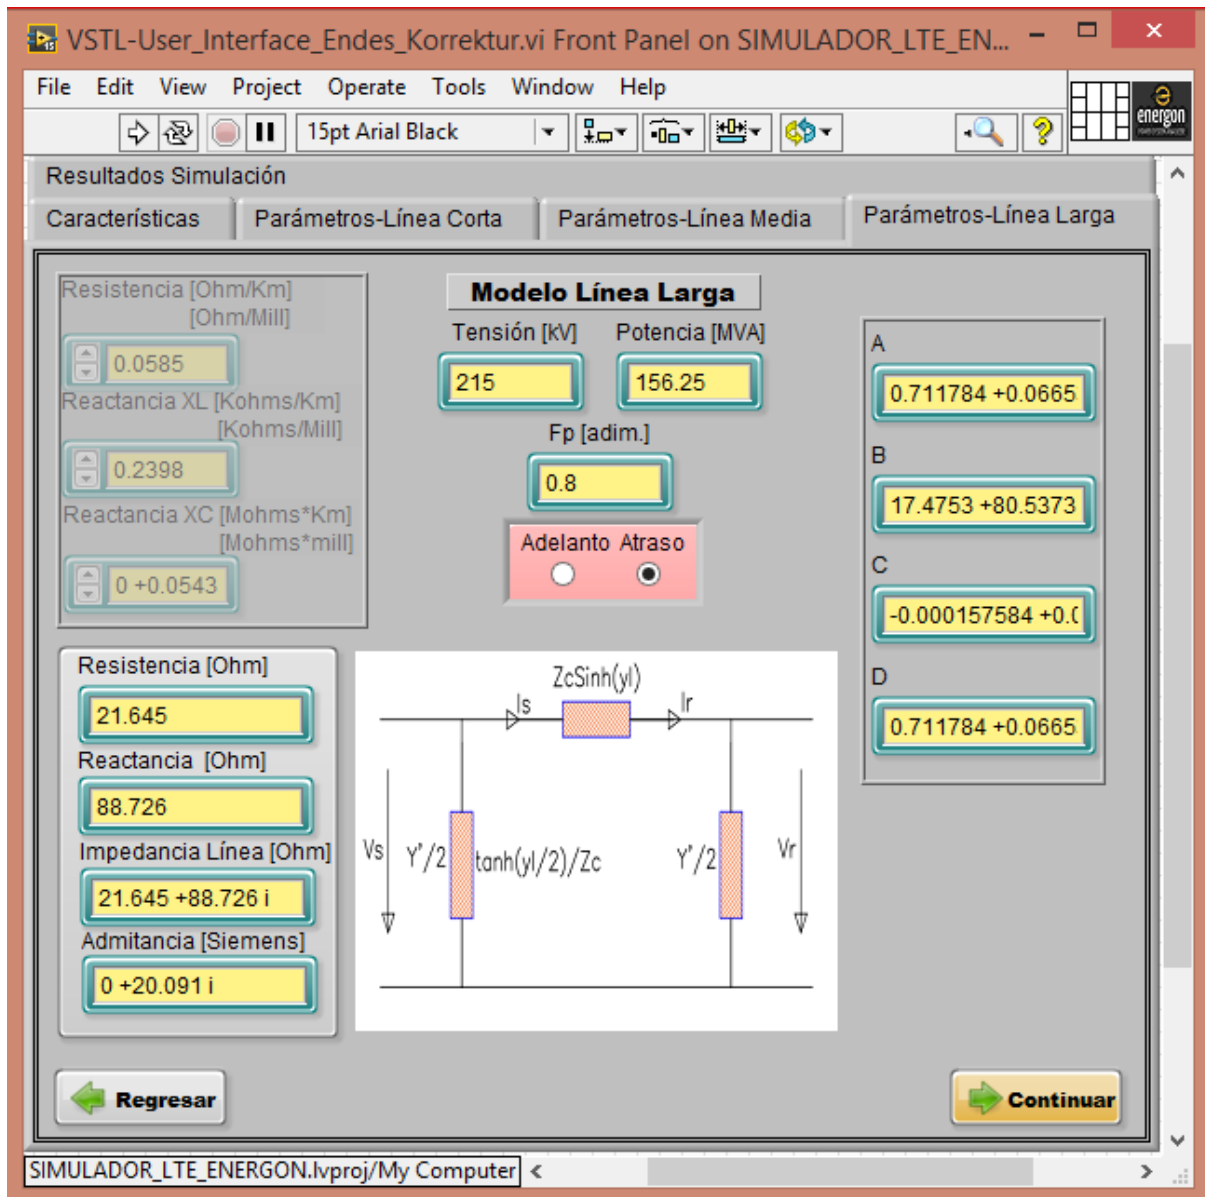 VSTL-User_Interface_Endes_Korrektur.vi Front Panel on SIMULADOR_LTE_EN...
File Edit View Project Operate Tools Window Help
15pt Arial Black
energon
Resultados Simulación
Características Parámetros-Línea Corta Parámetros-Línea Media Parámetros-Línea Larga
Resistencia [Ohm/Km]
[Ohm/Mill]
0.0585
Reactancia XL [Kohms/Km]
[Kohms/Mill]
0.2398
Reactancia XC [Mohms*Km]
[Mohms*mill]
0 +0.0543
Modelo Línea Larga
Tensión [kV] Potencia [MVA]
215 156.25
Fp [adim.]
0.8
Adelanto Atraso
A
0.711784 +0.0665
B
17.4753 +80.5373
C
-0.000157584 +0.0
D
0.711784 +0.0665
Resistencia [Ohm]
21.645
Reactancia [Ohm]
88.726
Impedancia Línea [Ohm]
21.645 +88.726 i
Admitancia [Siemens]
0 +20.091 i
ZcSinh(yl)
Is Ir
Vs Y'/2 tanh(yl/2)/Zc Y'/2 Vr
Regresar Continuar
SIMULADOR_LTE_ENERGON.lvproj/My Computer